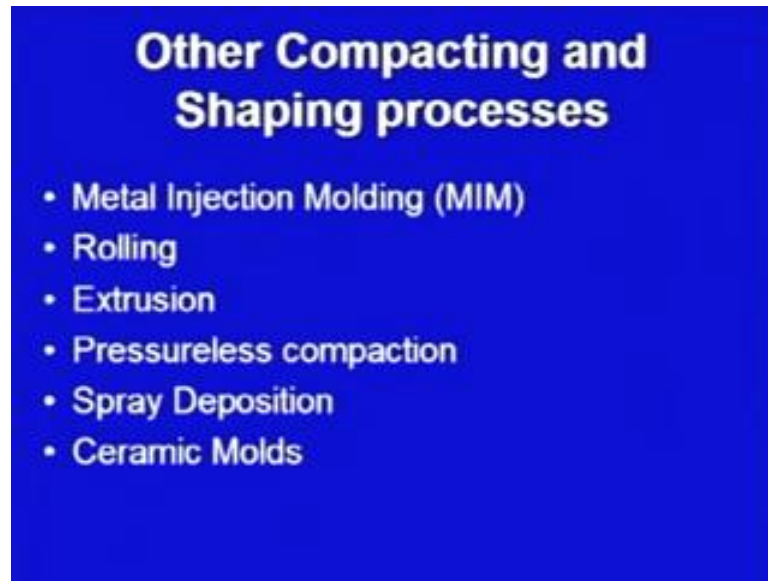 Other Compacting and
Shaping processes
• Metal Injection Molding (MIM)
• Rolling
• Extrusion
• Pressureless compaction
• Spray Deposition
• Ceramic Molds